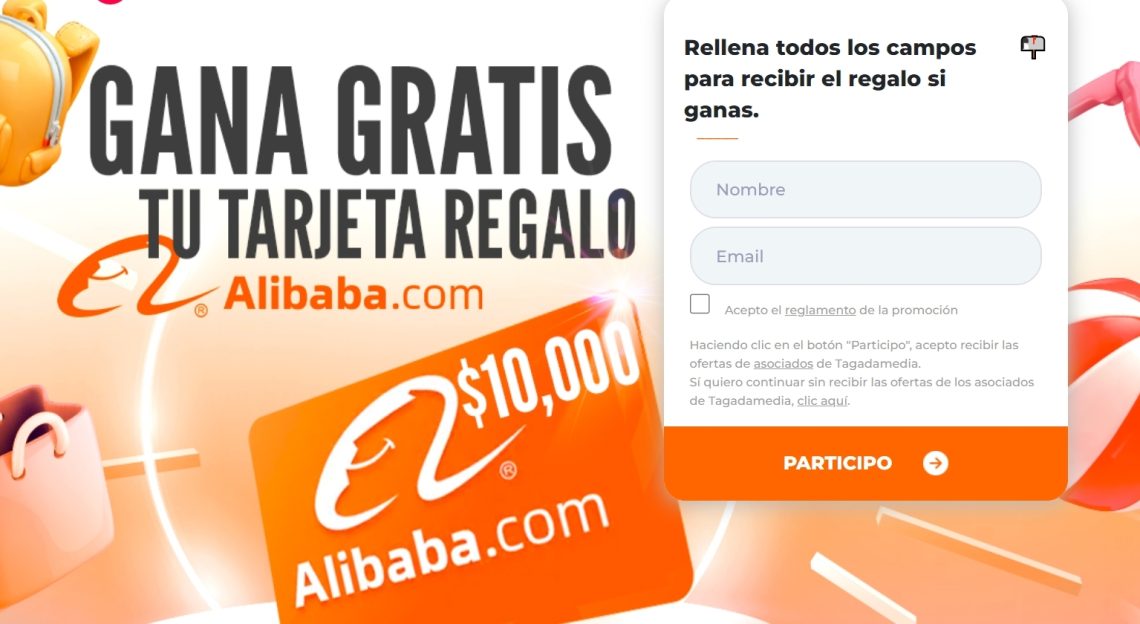 GANA GRATIS
TU TARJETA REGALO
® Alibaba.com
$10,000
®
Alibaba.com
Rellena todos los campos
para recibir el regalo si
ganas.
Nombre
Email
Acepto el reglamento de la promoción
Haciendo clic en el botón "Participo", acepto recibir las
ofertas de asociados de Tagadamedia.
Sí quiero continuar sin recibir las ofertas de los asociados
de Tagadamedia, clic aquí.
PARTICIPO